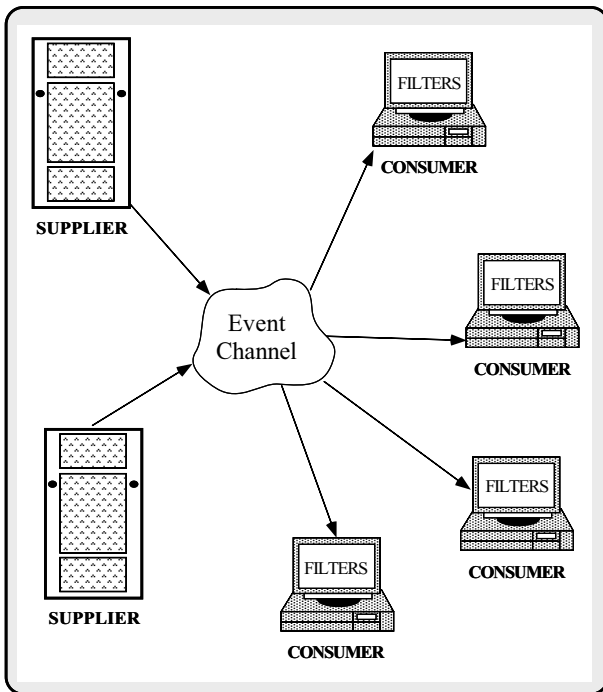 FILTERS
CONSUMER
SUPPLIER
FILTERS
CONSUMER
Event
Channel
FILTERS
CONSUMER
SUPPLIER
FILTERS
CONSUMER